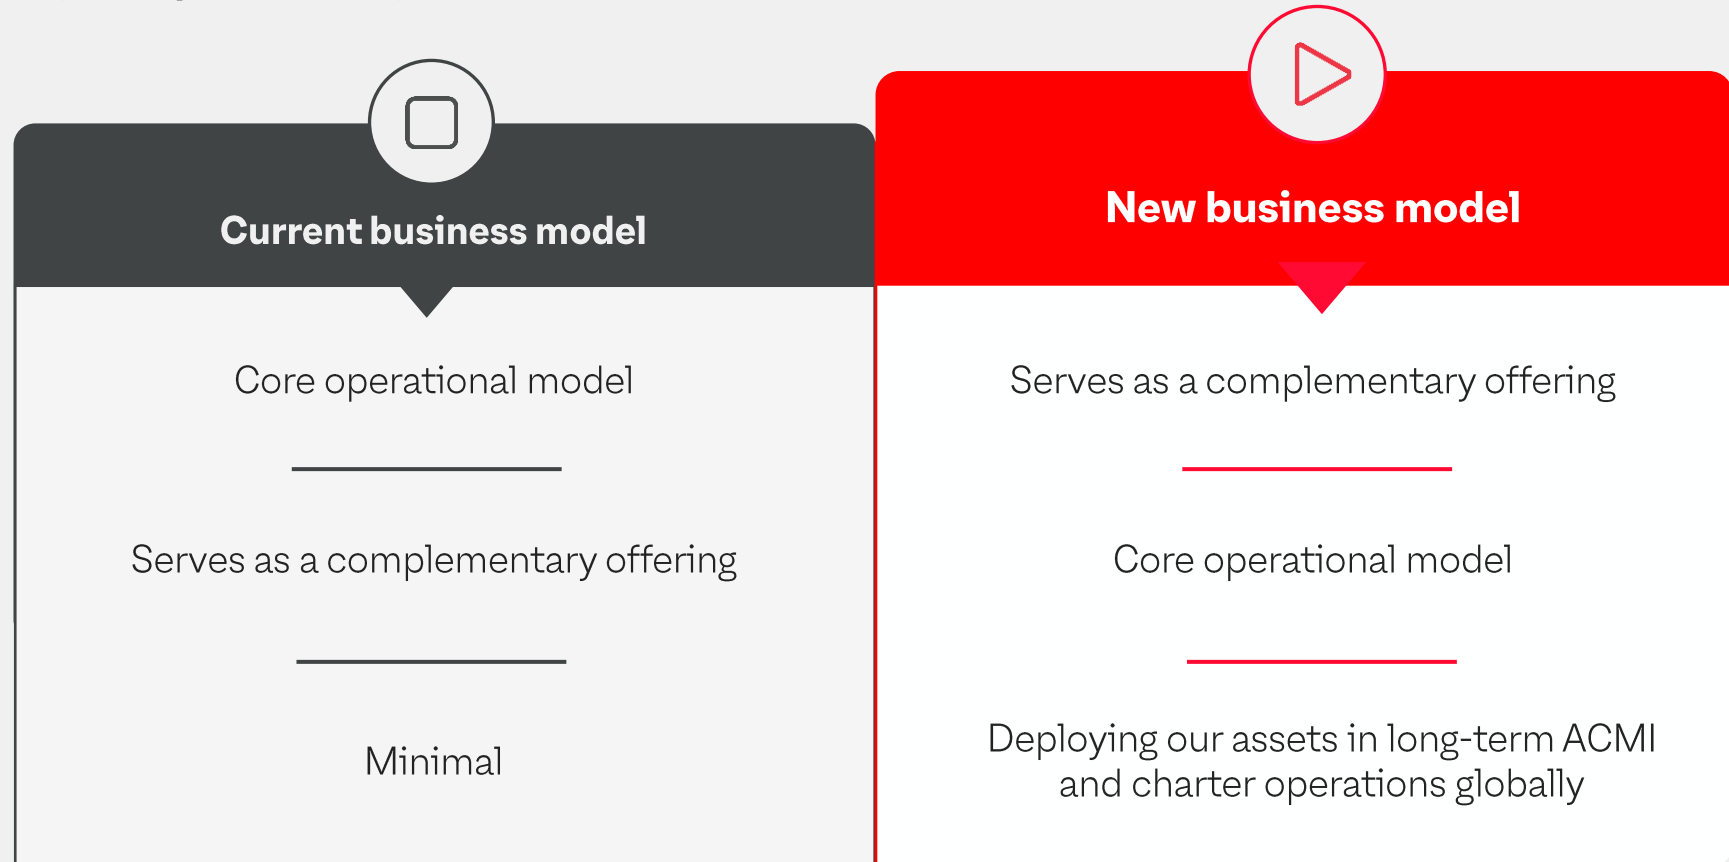 Current business model
New business model
Core operational model
Serves as a complementary offering
Serves as a complementary offering
Core operational model
Minimal
Deploying our assets in long-term ACMI
and charter operations globally